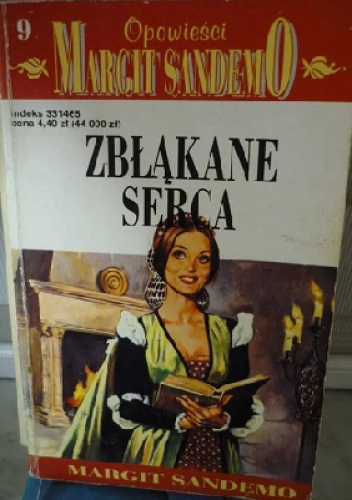 9
Opowieści
MARGIT SANDEMO
indeks 331465
cena 4,40 zł (44 000 zł)
ZBŁĄKANE
SERCA
MARGIT SANDEMO